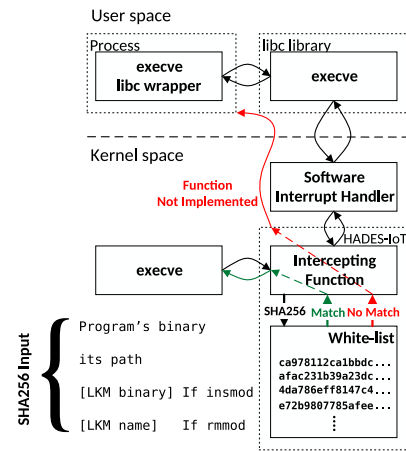 User space
Process
libc library
execve
libc wrapper
execve
Kernel space
Software
Interrupt Handler
Function
Not Implemented
HADES-IoT
execve
Intercepting
Function
SHA256
Match
No Match
White-list
ca978112ca1bbdc...
afac231b39a23dc...
4da786eff8147c4...
e72b9807785afee...
SHA256 Input
Program's binary
its path
[LKM binary] If insmod
[LKM name] If rmmod